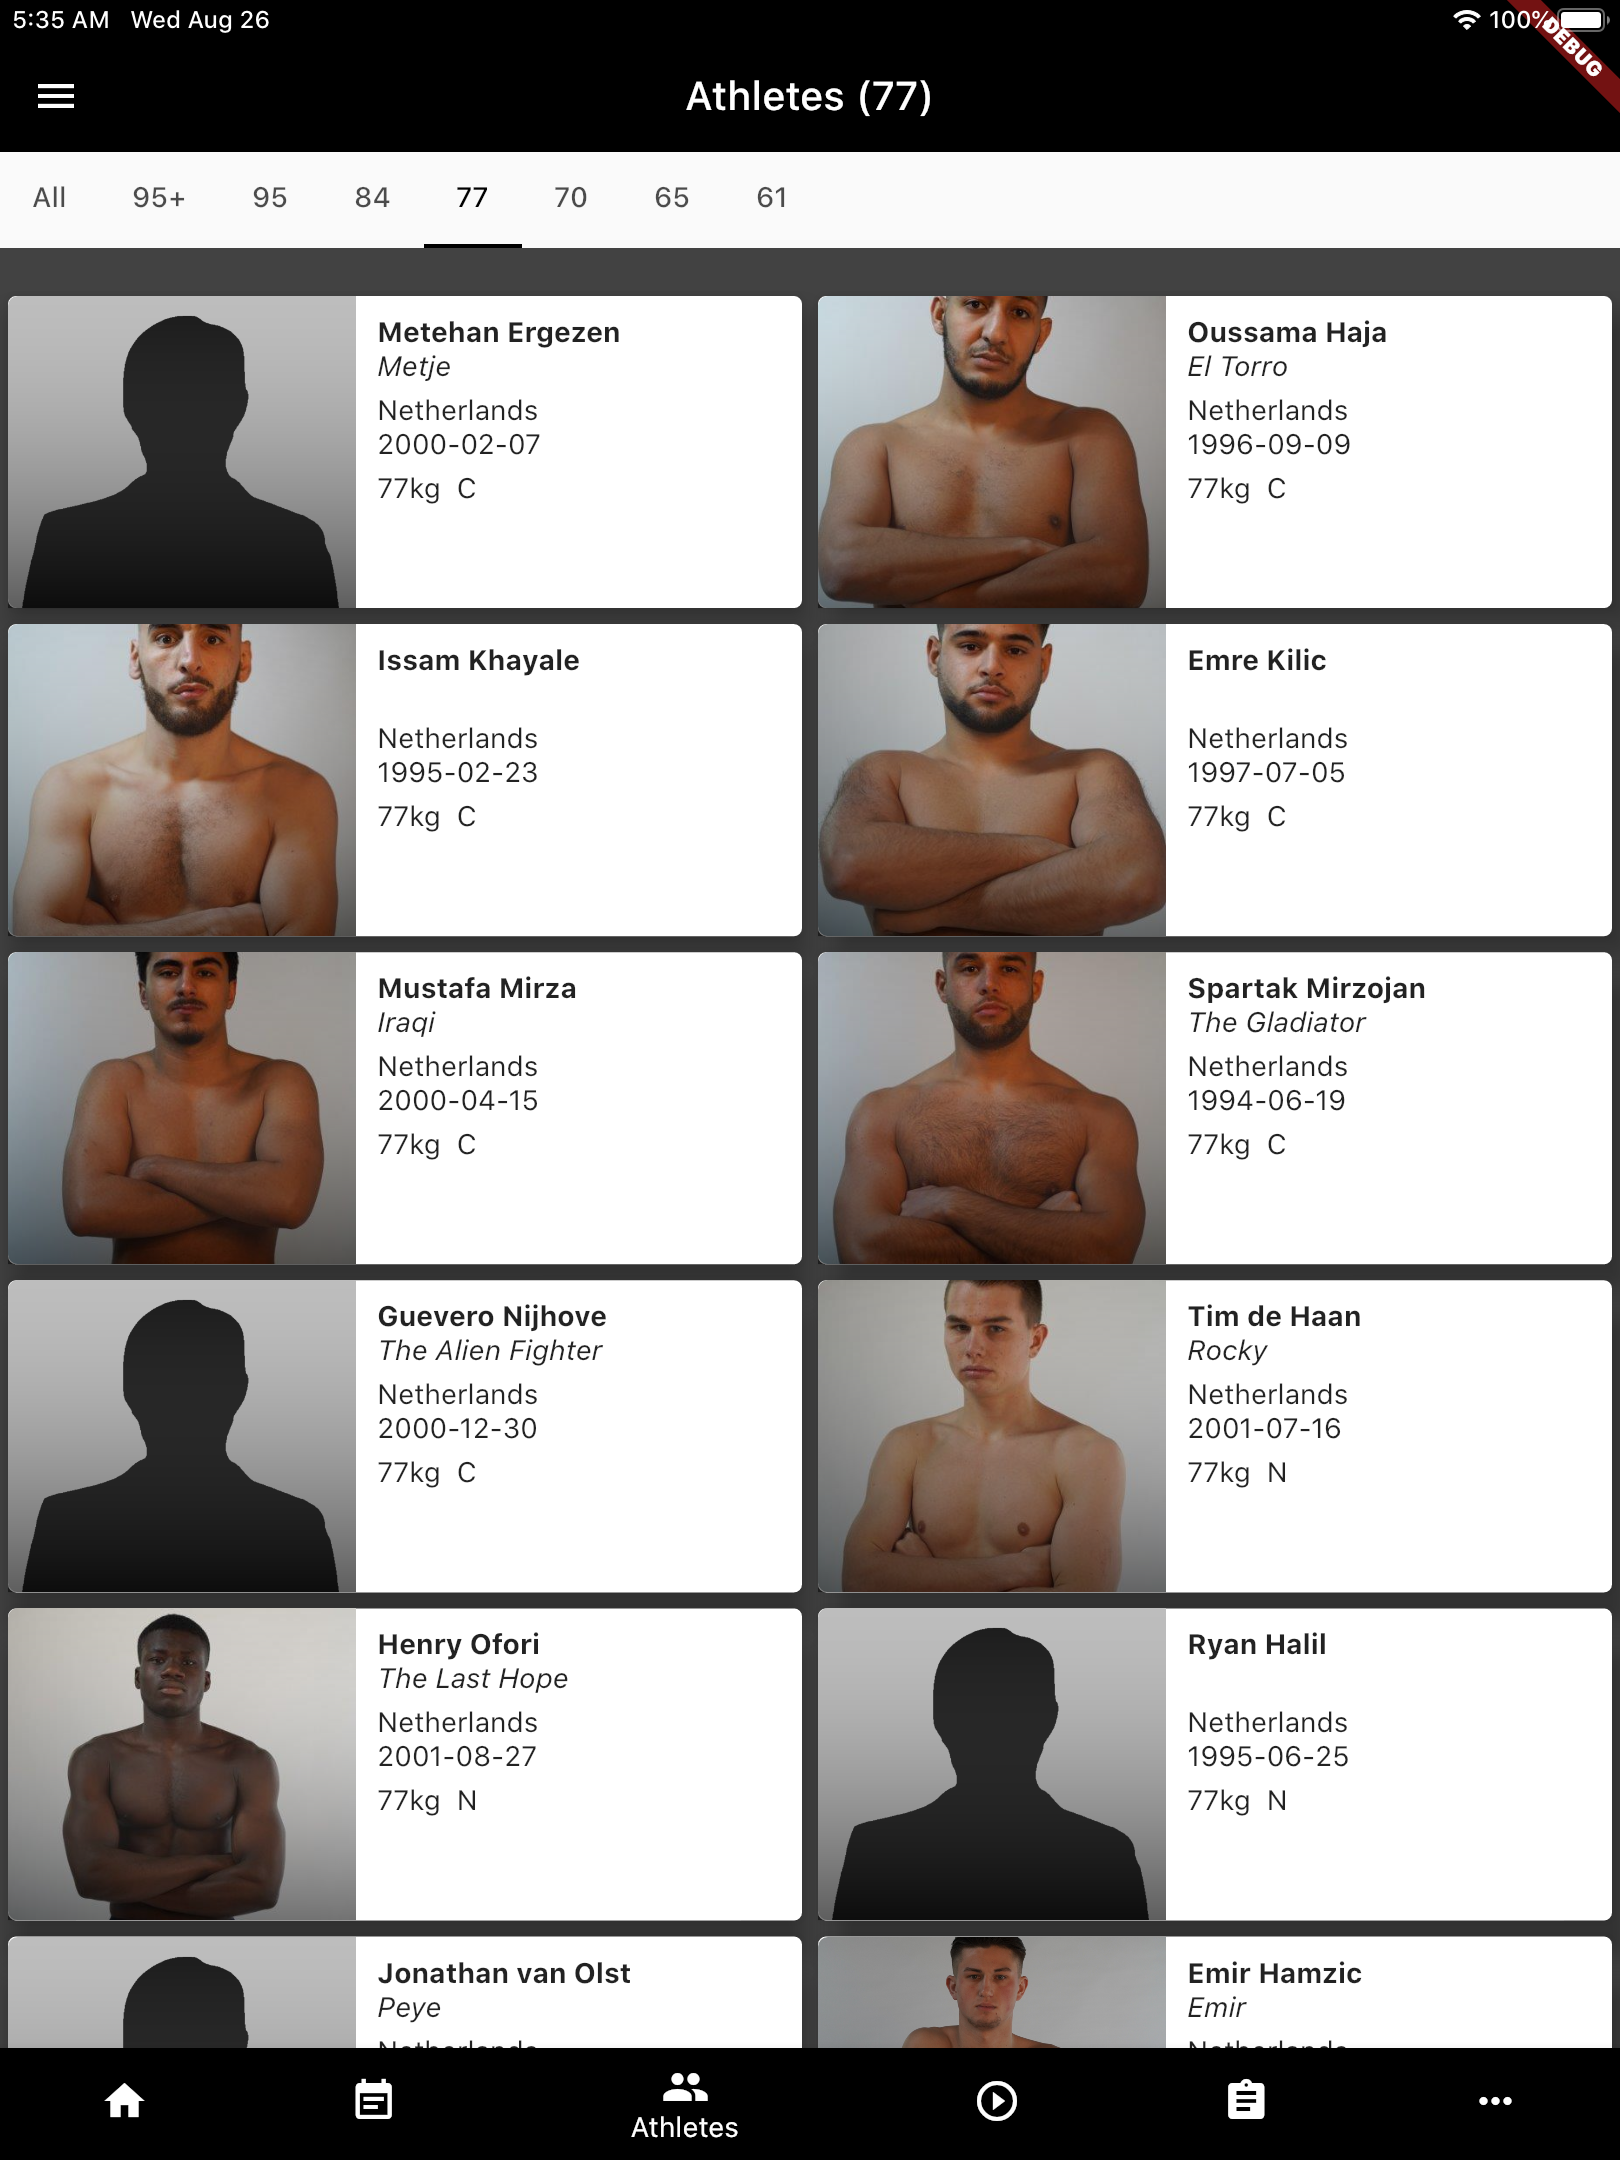 5:35 AM Wed Aug 26
100%
DEBUG
Athletes (77)
All 95+ 95 84 77 70 65 61
Metehan Ergezen
Metje
Netherlands
2000-02-07
77kg C
Oussama Haja
El Torro
Netherlands
1996-09-09
77kg C
Issam Khayale
Netherlands
1995-02-23
77kg C
Emre Kilic
Netherlands
1997-07-05
77kg C
Mustafa Mirza
Iraqi
Netherlands
2000-04-15
77kg C
Spartak Mirzojan
The Gladiator
Netherlands
1994-06-19
77kg C
Guevero Nijhove
The Alien Fighter
Netherlands
2000-12-30
77kg C
Tim de Haan
Rocky
Netherlands
2001-07-16
77kg N
Henry Ofori
The Last Hope
Netherlands
2001-08-27
77kg N
Ryan Halil
Netherlands
1995-06-25
77kg N
Jonathan van Olst
Peye
Netherlands
Emir Hamzic
Emir
Netherlands
Athletes